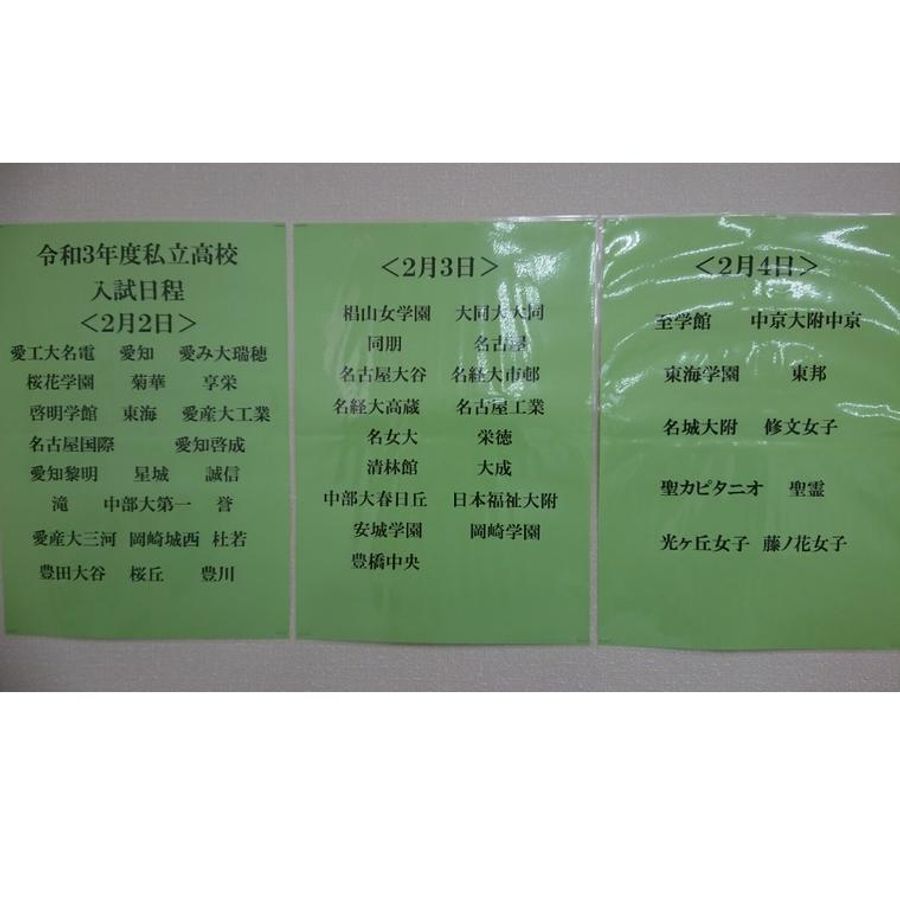 令和3年度私立高校
入試日程
＜2月2日＞
愛工大名電 愛知 愛み大瑞穂
桜花学園 菊華 享栄
啓明学館 東海 愛産大工業
名古屋国際 愛知啓成
愛知黎明 星城 誠信
滝 中部大第一 誉
愛産大三河 岡崎城西 杜若
豊田大谷 桜丘 豊川
＜2月3日＞
椙山女学園 大同大大同
同朋 名古屋
名古屋大谷 名経大市邨
名経大高蔵 名古屋工業
名女大 栄徳
清林館 大成
中部大春日丘 日本福祉大附
安城学園 岡崎学園
豊橋中央
＜2月4日＞
至学館 中京大附中京
東海学園 東邦
名城大附 修文女子
聖カピタニオ 聖霊
光ヶ丘女子 藤ノ花女子